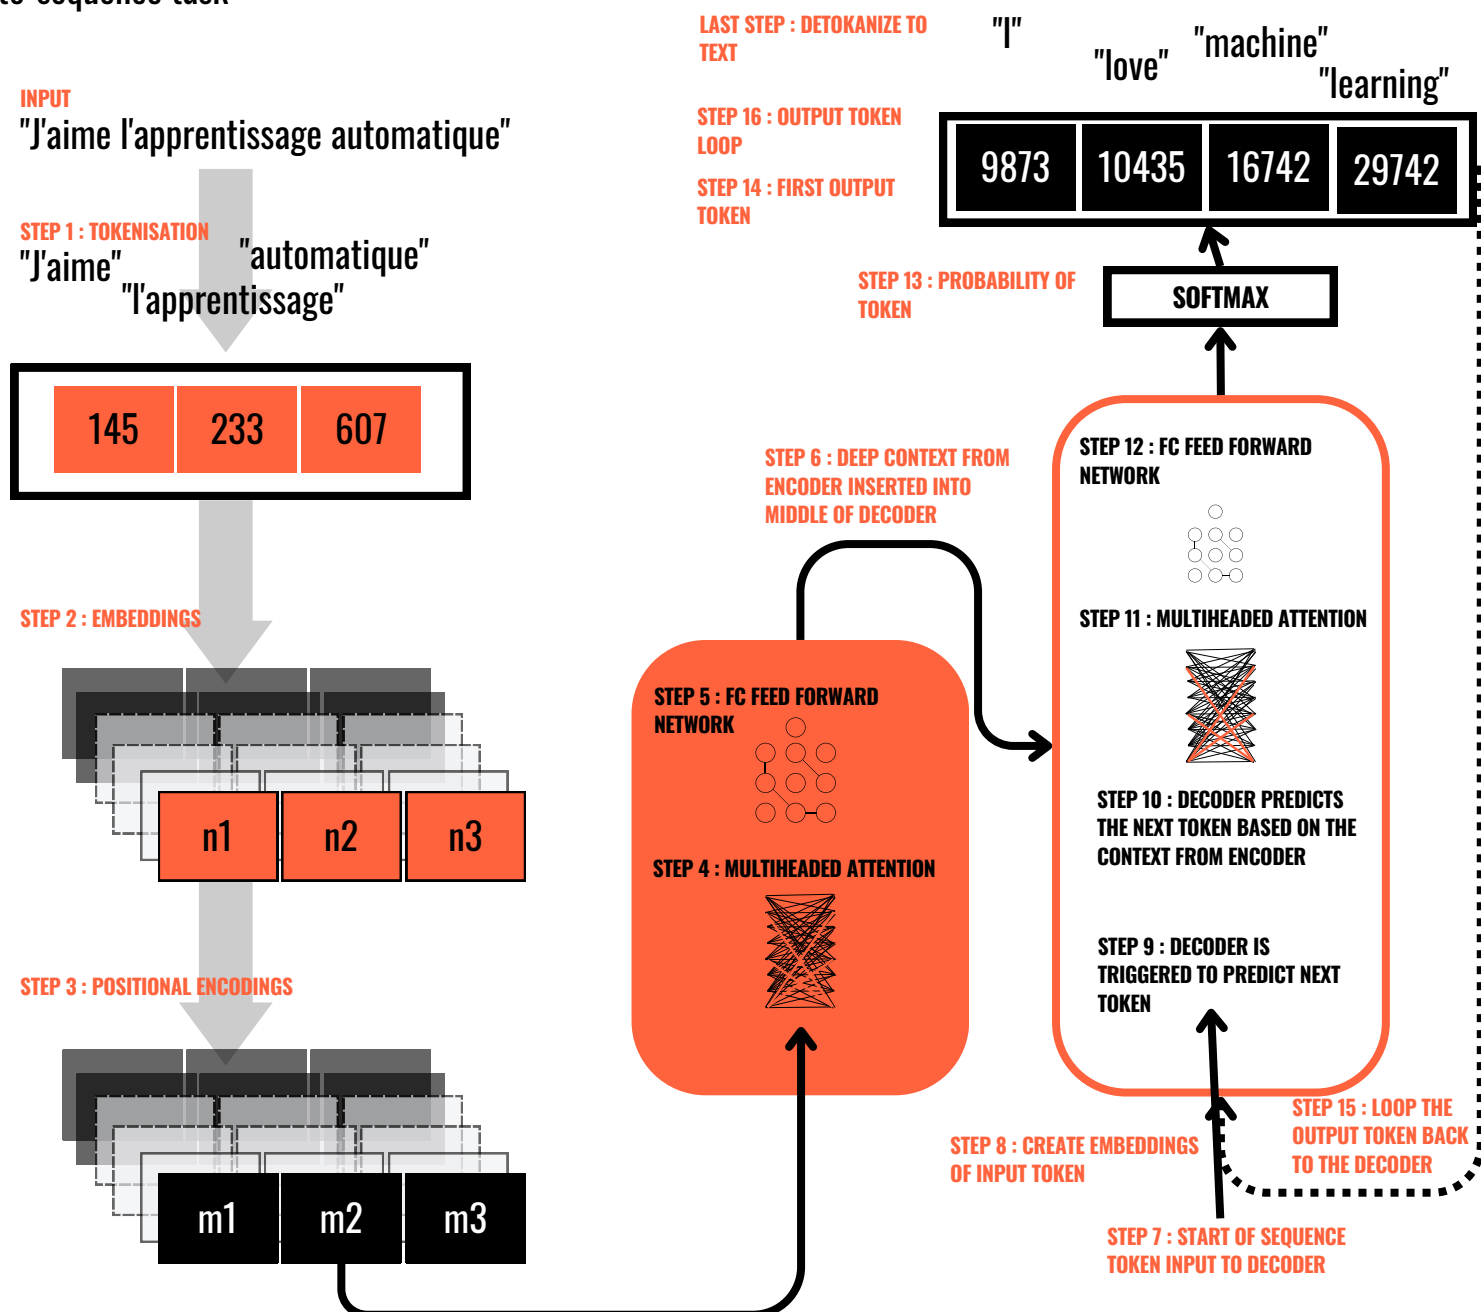 to-sequence task
INPUT
"J'aime l'apprentissage automatique"
STEP 1 : TOKENISATION
"J'aime"
"automatique"
"l'apprentissage"
145 233 607
STEP 2 : EMBEDDINGS
n1 n2 n3
STEP 3 : POSITIONAL ENCODINGS
m1 m2 m3
STEP 5 : FC FEED FORWARD
NETWORK
STEP 4 : MULTIHEADED ATTENTION
STEP 6 : DEEP CONTEXT FROM
ENCODER INSERTED INTO
MIDDLE OF DECODER
LAST STEP : DETOKANIZE TO
TEXT
"I"
"love"
"machine"
"learning"
STEP 16 : OUTPUT TOKEN
LOOP
STEP 14 : FIRST OUTPUT
TOKEN
9873 10435 16742 29742
STEP 13 : PROBABILITY OF
TOKEN
SOFTMAX
STEP 12 : FC FEED FORWARD
NETWORK
STEP 11 : MULTIHEADED ATTENTION
STEP 10 : DECODER PREDICTS
THE NEXT TOKEN BASED ON THE
CONTEXT FROM ENCODER
STEP 9 : DECODER IS
TRIGGERED TO PREDICT NEXT
TOKEN
STEP 15 : LOOP THE
OUTPUT TOKEN BACK
TO THE DECODER
STEP 8 : CREATE EMBEDDINGS
OF INPUT TOKEN
STEP 7 : START OF SEQUENCE
TOKEN INPUT TO DECODER